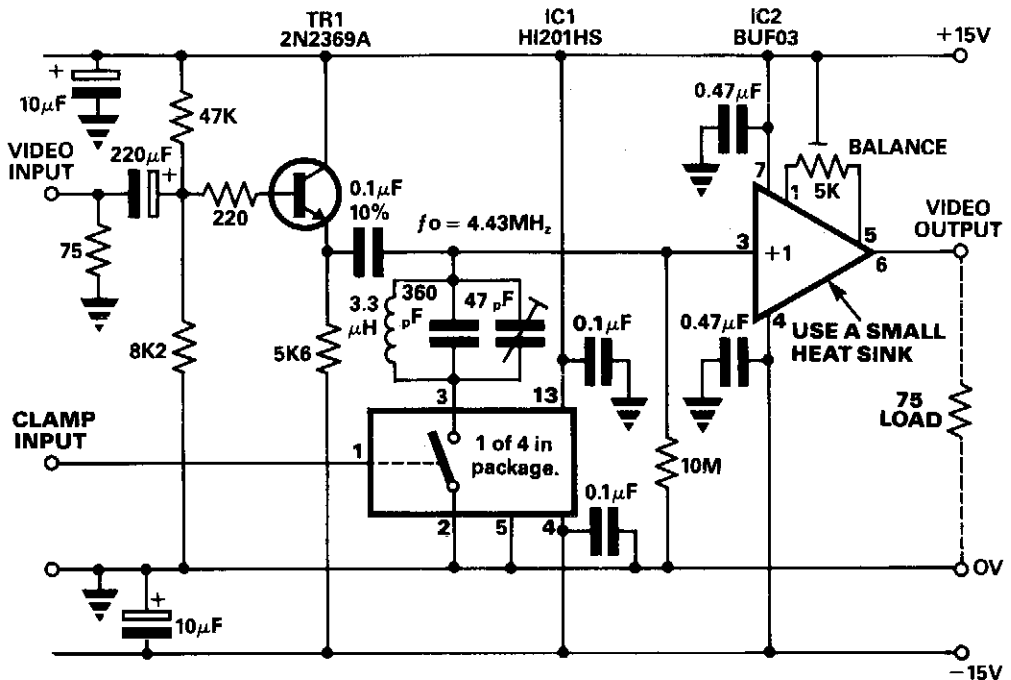 TR1
2N2369A
IC1
HI201HS
IC2
BUF03
+15V
+
10µF
47K
0.47µF
VIDEO
INPUT
220µF
+
BALANCE
5K
7
1
220
0.1µF
10%
fo = 4.43MHz
VIDEO
OUTPUT
75
3
+1
5
6
3.3
µH
360
pF
47pF
0.1µF
0.47µF
4
USE A SMALL
HEAT SINK
8K2
5K6
3
13
75
LOAD
CLAMP
INPUT
1
1 of 4 in
package.
10M
0.1µF
2
5
4
0V
+
10µF
−15V